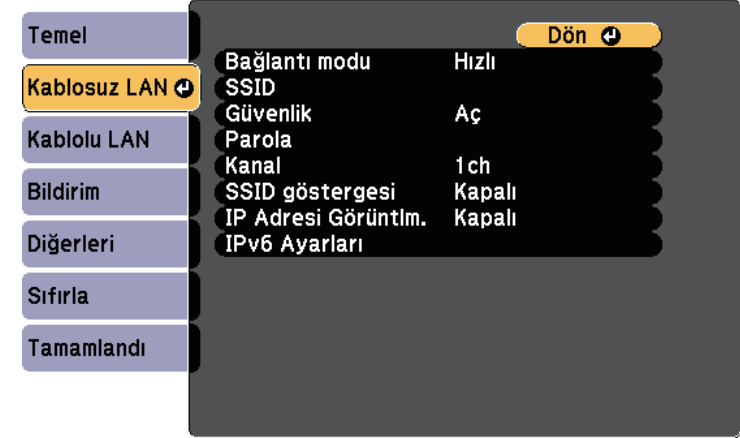 Temel
Kablosuz LAN
Kablolu LAN
Bildirim
Diğerleri
Sıfırla
Tamamlandı
Dön
Bağlantı modu Hızlı
SSID
Güvenlik Aç
Parola
Kanal 1ch
SSID göstergesi Kapalı
IP Adresi Görüntlm. Kapalı
IPv6 Ayarları